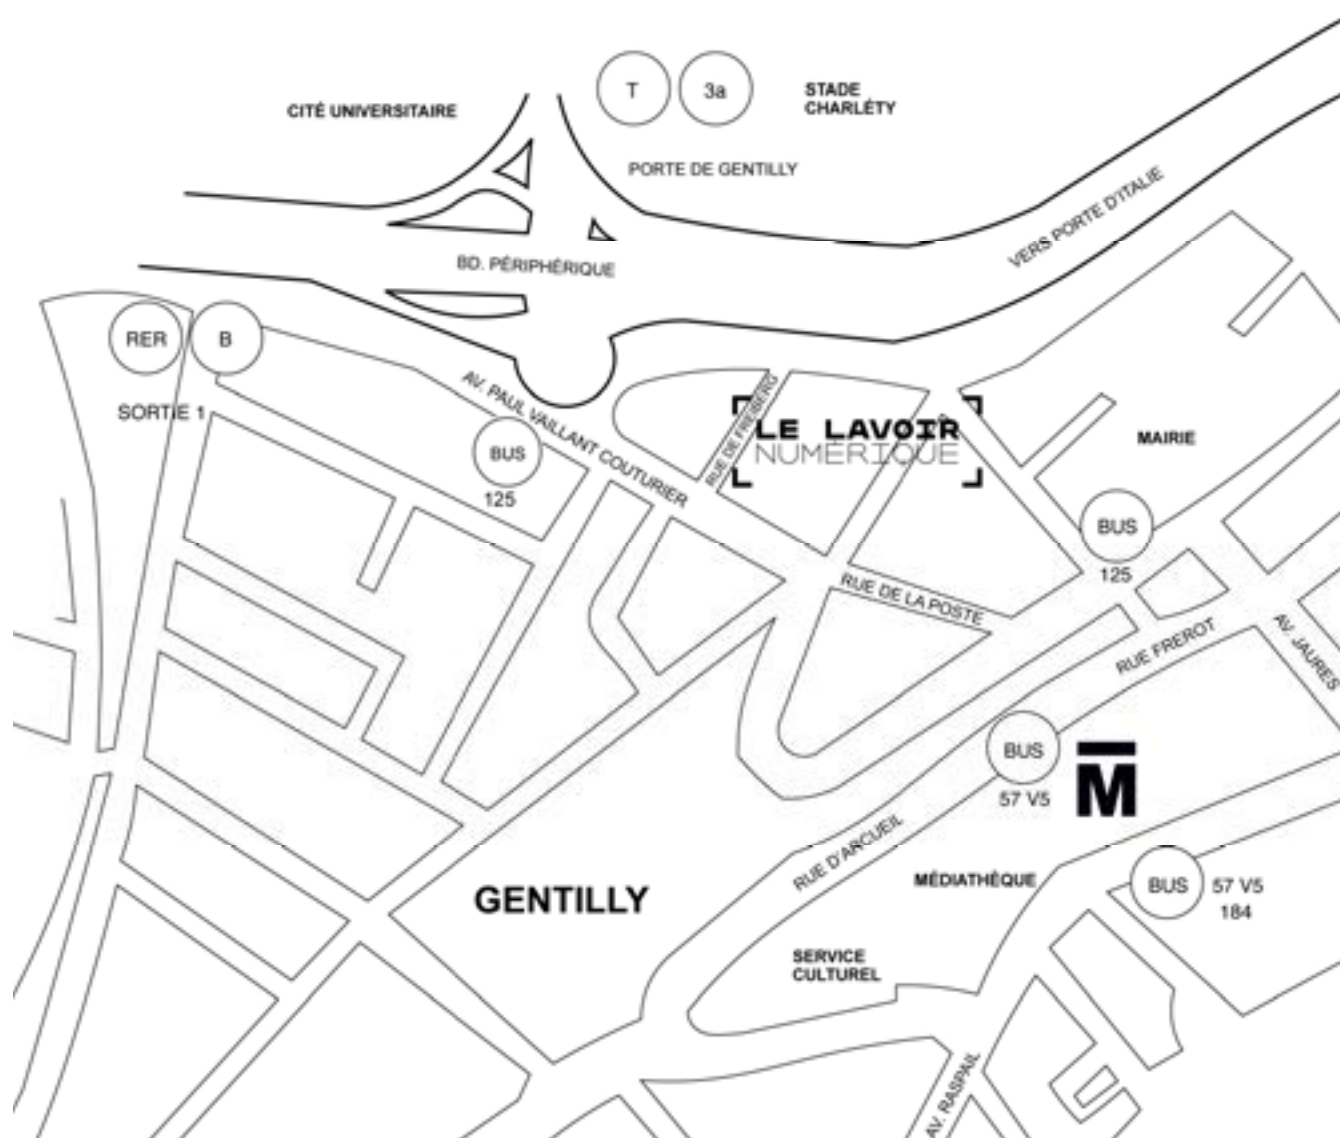 T
3a
STADE
CHARLÉTY
CITÉ UNIVERSITAIRE
PORTE DE GENTILLY
VERS PORTE D'ITALIE
BD. PÉRIPHÉRIQUE
RER
B
SORTIE 1
AV. PAUL VAILLANT COUTURIER
RUE DE FREIBERG
LE LAVOIR
NUMÉRIQUE
MAIRIE
BUS
125
BUS
125
RUE DE LA POSTE
RUE FREROT
AV. JAURES
BUS
57 V5
M
RUE D'ARCUEIL
MÉDIATHÈQUE
BUS
57 V5
184
GENTILLY
SERVICE
CULTUREL
AV. RASPAIL